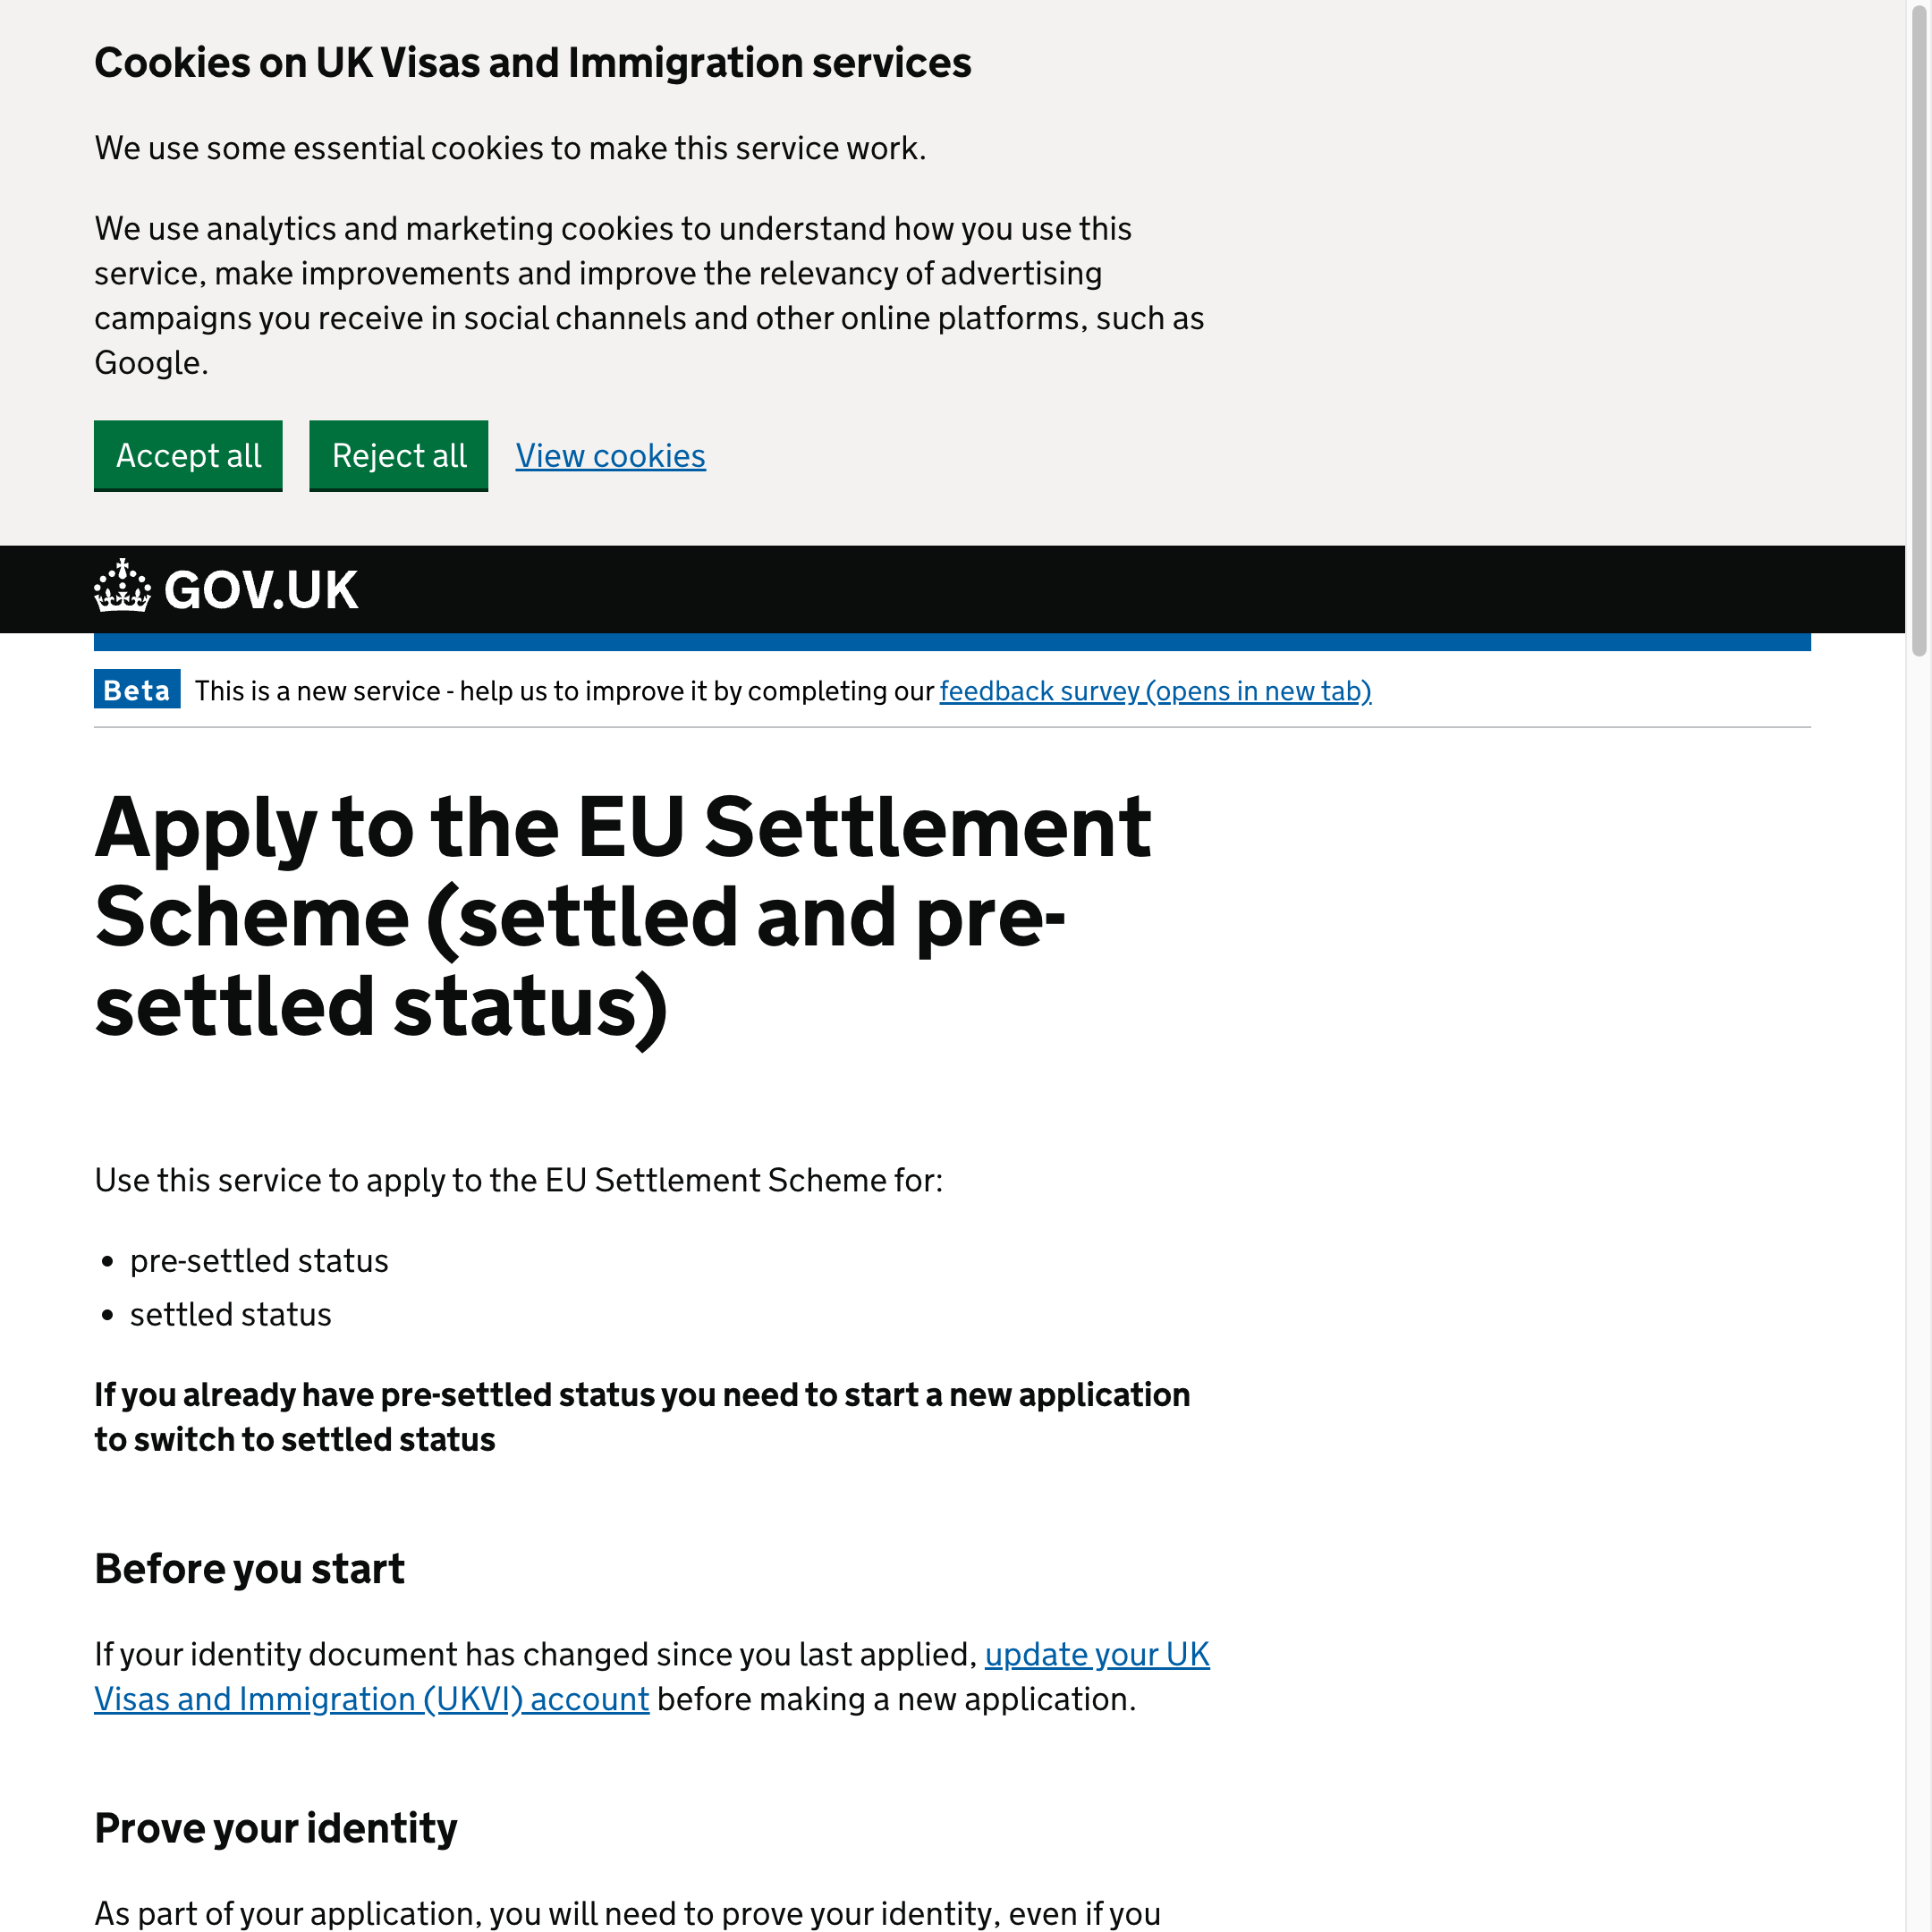 Cookies on UK Visas and Immigration services
We use some essential cookies to make this service work.
We use analytics and marketing cookies to understand how you use this
service, make improvements and improve the relevancy of advertising
campaigns you receive in social channels and other online platforms, such as
Google.
Accept all Reject all View cookies
GOV.UK
Beta This is a new service - help us to improve it by completing our feedback survey (opens in new tab)
Apply to the EU Settlement
Scheme (settled and pre-
settled status)
Use this service to apply to the EU Settlement Scheme for:
• pre-settled status
• settled status
If you already have pre-settled status you need to start a new application
to switch to settled status
Before you start
If your identity document has changed since you last applied, update your UK
Visas and Immigration (UKVI) account before making a new application.
Prove your identity
As part of your application, you will need to prove your identity, even if you